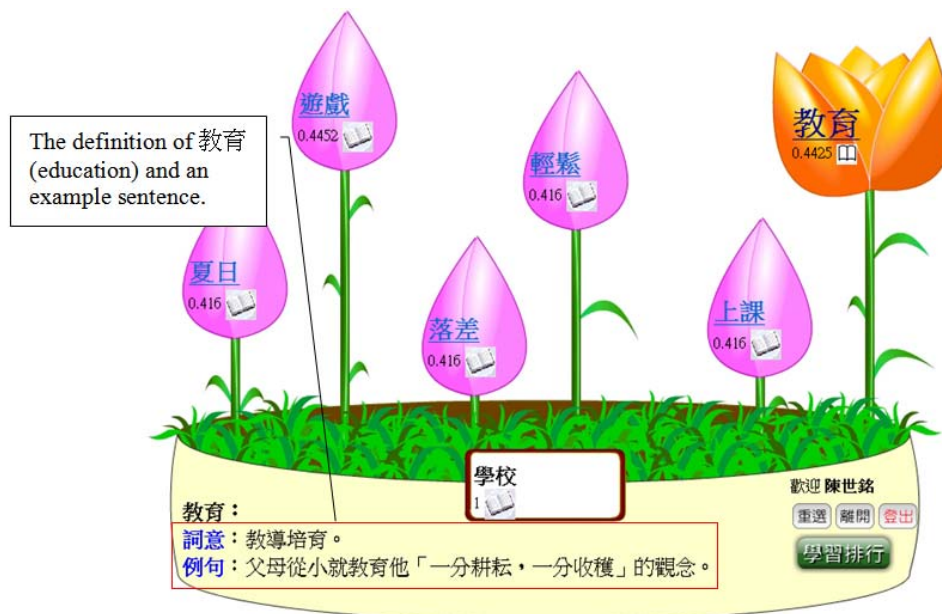 遊戲
0.4452
教育
0.4425
The definition of 教育
(education) and an
example sentence.
輕鬆
0.416
夏日
0.416
落差
0.416
上課
0.416
學校
1
歡迎 陳世銘
重選 離開 登出
學習排行
教育：
詞意：教導培育。
例句：父母從小就教育他「一分耕耘，一分收穫」的觀念。